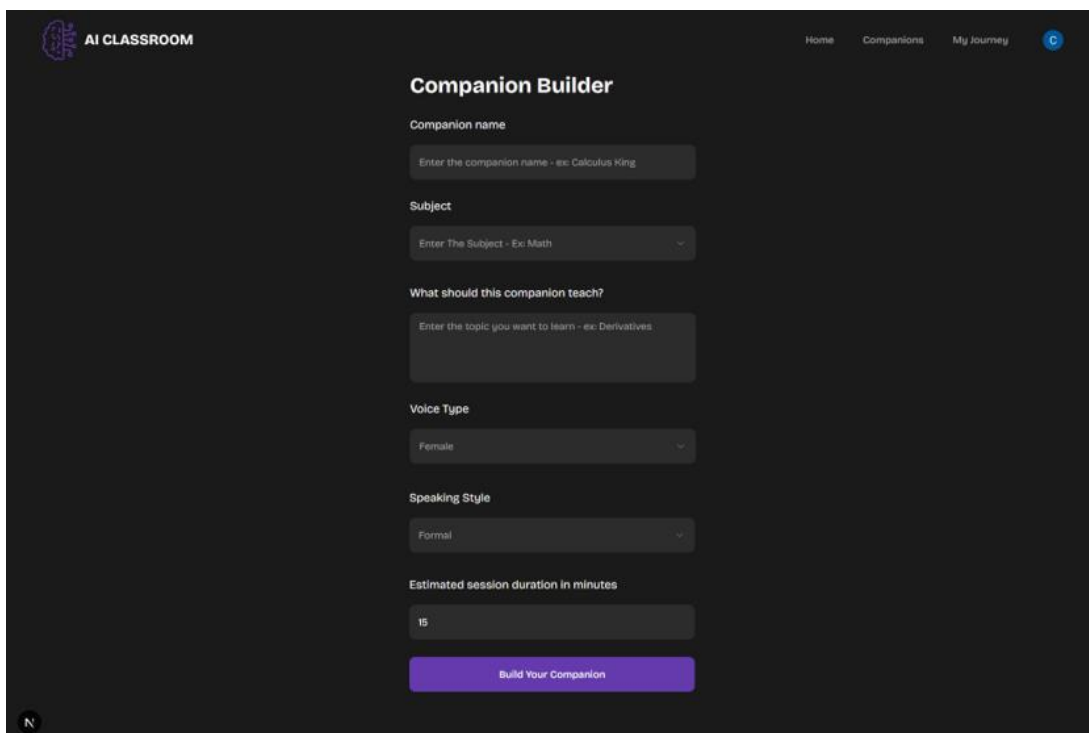 AI CLASSROOM
Home Companions My Journey C
Companion Builder
Companion name
Enter the companion name - ex: Calculus King
Subject
Enter The Subject - Ex: Math
What should this companion teach?
Enter the topic you want to learn - ex: Derivatives
Voice Type
Female
Speaking Style
Formal
Estimated session duration in minutes
15
Build Your Companion
N